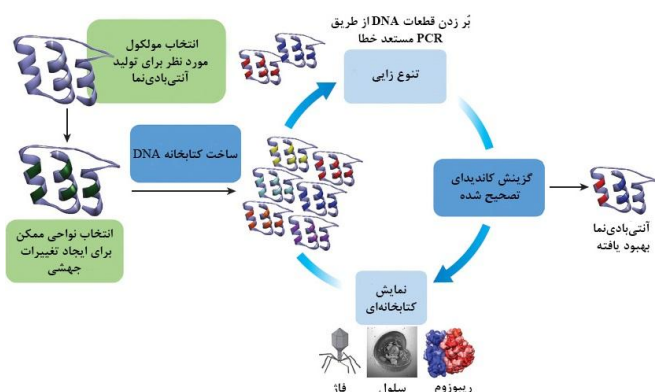 انتخاب مولکول
مورد نظر برای تولید
آنتی‌بادی‌نما
انتخاب نواحی ممکن
برای ایجاد تغییرات
جهشی
ساخت کتابخانه DNA
بُر زدن قطعات DNA از طریق
PCR مستعد خطا
تنوع زایی
گزینش کاندیدای
تصحیح شده
آنتی‌بادی‌نما
بهبود یافته
نمایش
کتابخانه‌ای
ریبوزوم
سلول
فاژ